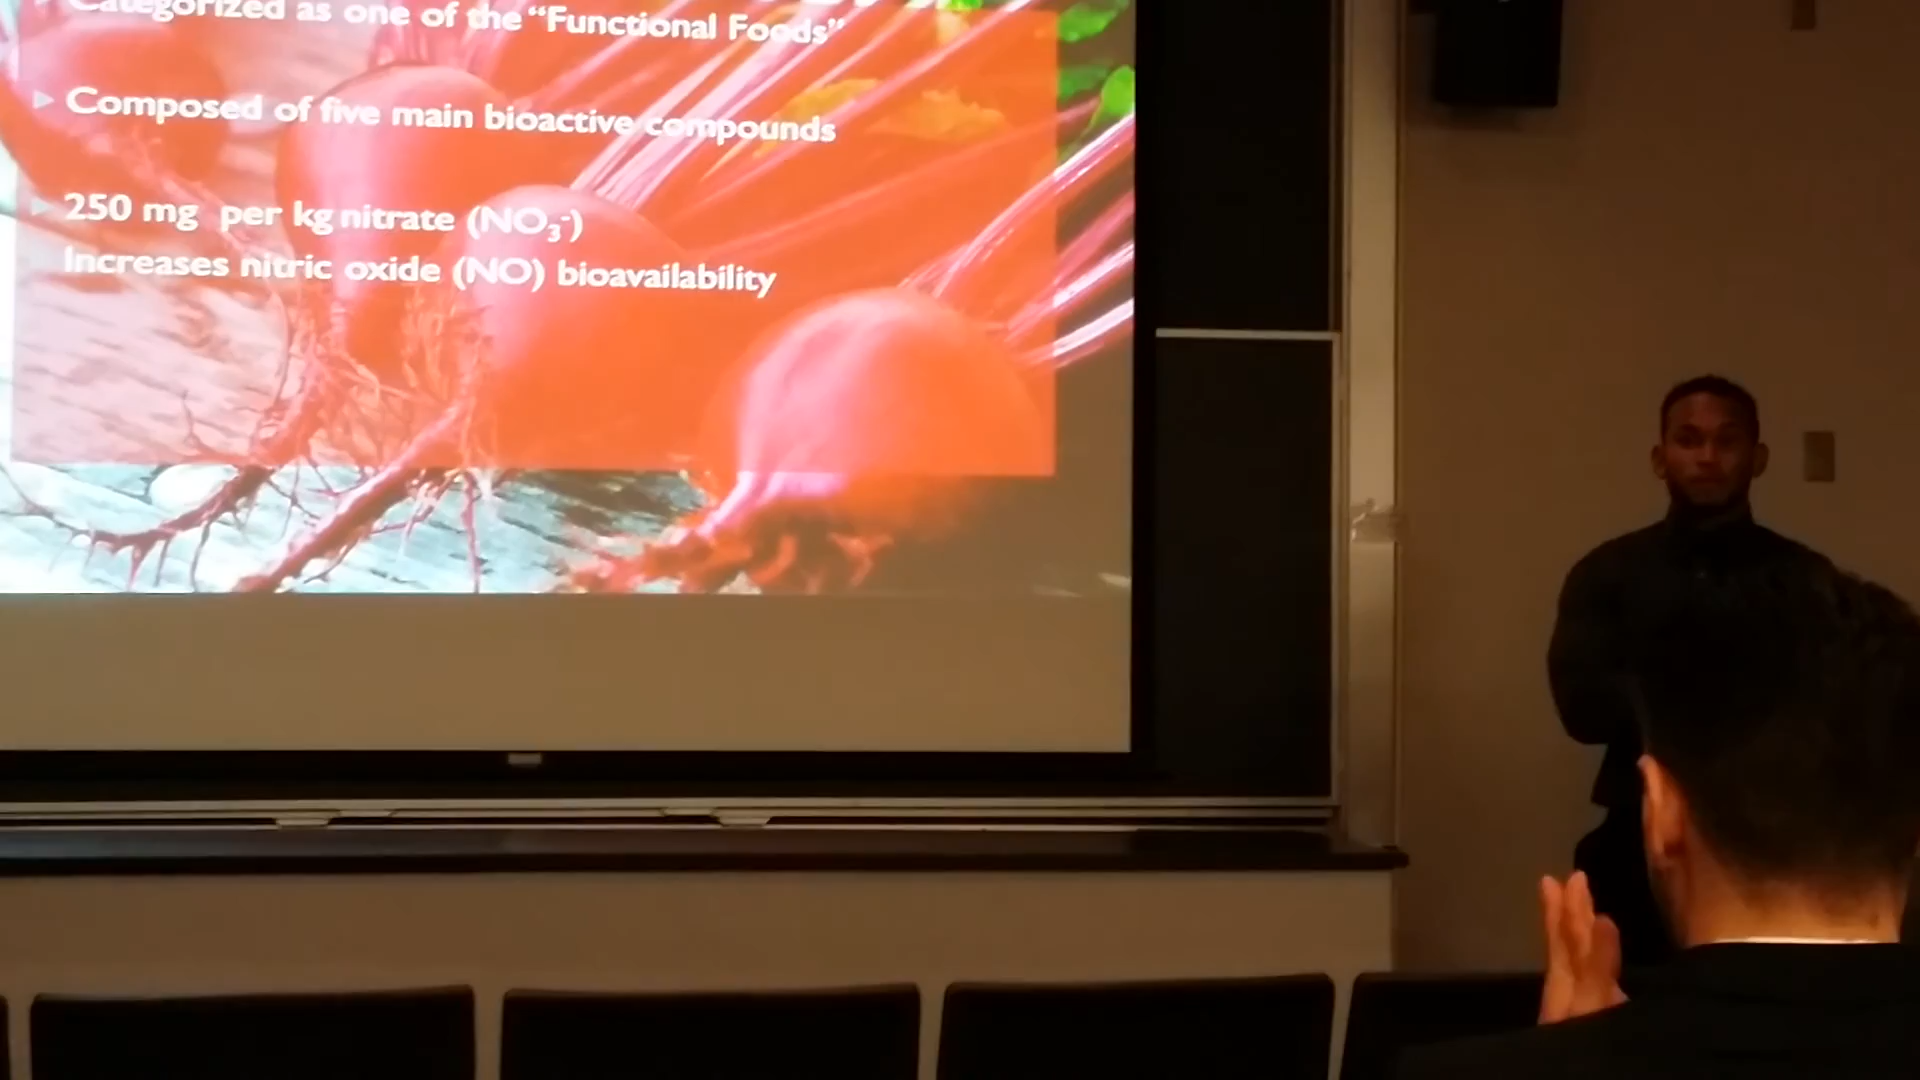 Categorized as one of the “Functional Foods”
Composed of five main bioactive compounds
250 mg per kg nitrate (NO₃⁻)
Increases nitric oxide (NO) bioavailability